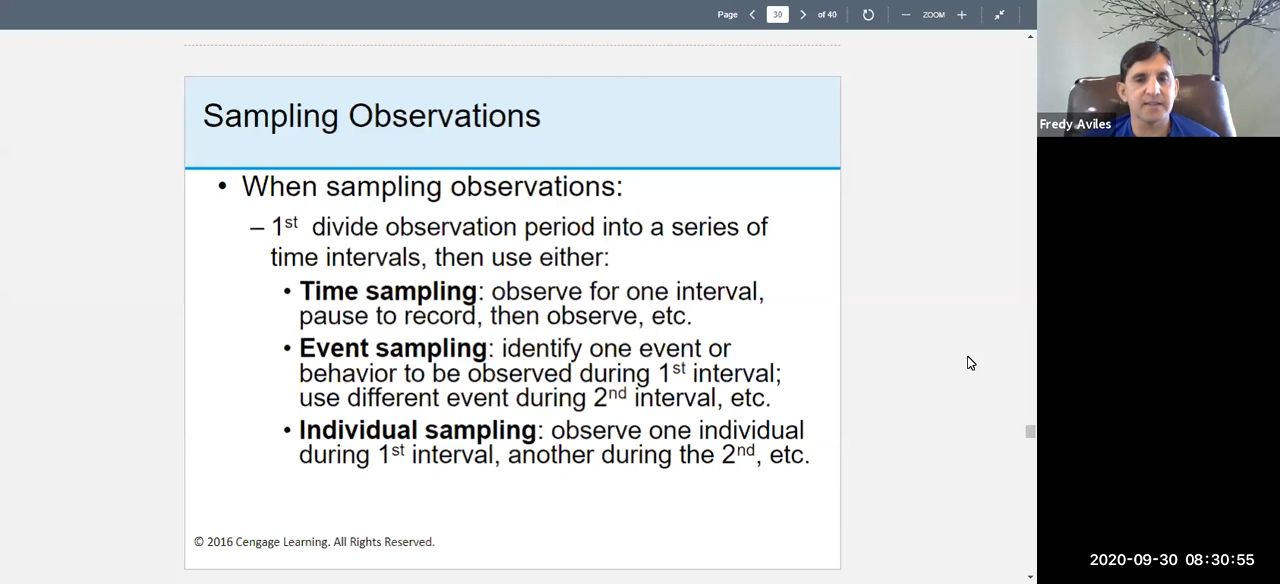 Page 30 of 40 ZOOM
Fredy Aviles
Sampling Observations
• When sampling observations:
– 1st divide observation period into a series of
time intervals, then use either:
• Time sampling: observe for one interval,
pause to record, then observe, etc.
• Event sampling: identify one event or
behavior to be observed during 1st interval;
use different event during 2nd interval, etc.
• Individual sampling: observe one individual
during 1st interval, another during the 2nd, etc.
© 2016 Cengage Learning. All Rights Reserved.
2020-09-30 08:30:55